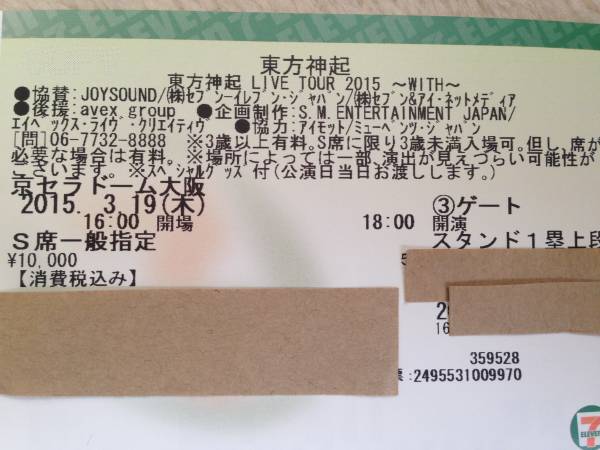 東方神起
東方神起 LIVE TOUR 2015 ～WITH～
●協賛:JOYSOUND/㈱ｾﾌﾞﾝ-ｲﾚﾌﾞﾝ･ｼﾞｬﾊﾟﾝ/㈱ｾﾌﾞﾝ&ｱｲ･ﾈｯﾄﾒﾃﾞｨｱ
●後援:avex group ●企画制作:S.M.ENTERTAINMENT JAPAN/
ｴｲﾍﾞｯｸｽ･ﾗｲｳﾞ･ｸﾘｴｲﾃｨｳﾞ ●協力:ｱｲﾓｯﾄ/ﾐｭｰﾍﾞﾝﾂ･ｼﾞｬﾊﾟﾝ
[問]06-7732-8888 ※3歳以上有料。S席に限り3歳未満入場可。但し、席が
必要な場合は有料。※場所によっては一部、演出が見えづらい可能性が
ございます。※ｽﾍﾟｼｬﾙｸﾞｯｽﾞ付(公演日当日お渡しします。)
京セラドーム大阪
2015. 3.19(木) ③ゲート
16:00 開場 18:00 開演
S席一般指定 スタンド1塁上段
¥10,000
【消費税込み】
16
359528
:2495531009970
7
ELEVEN